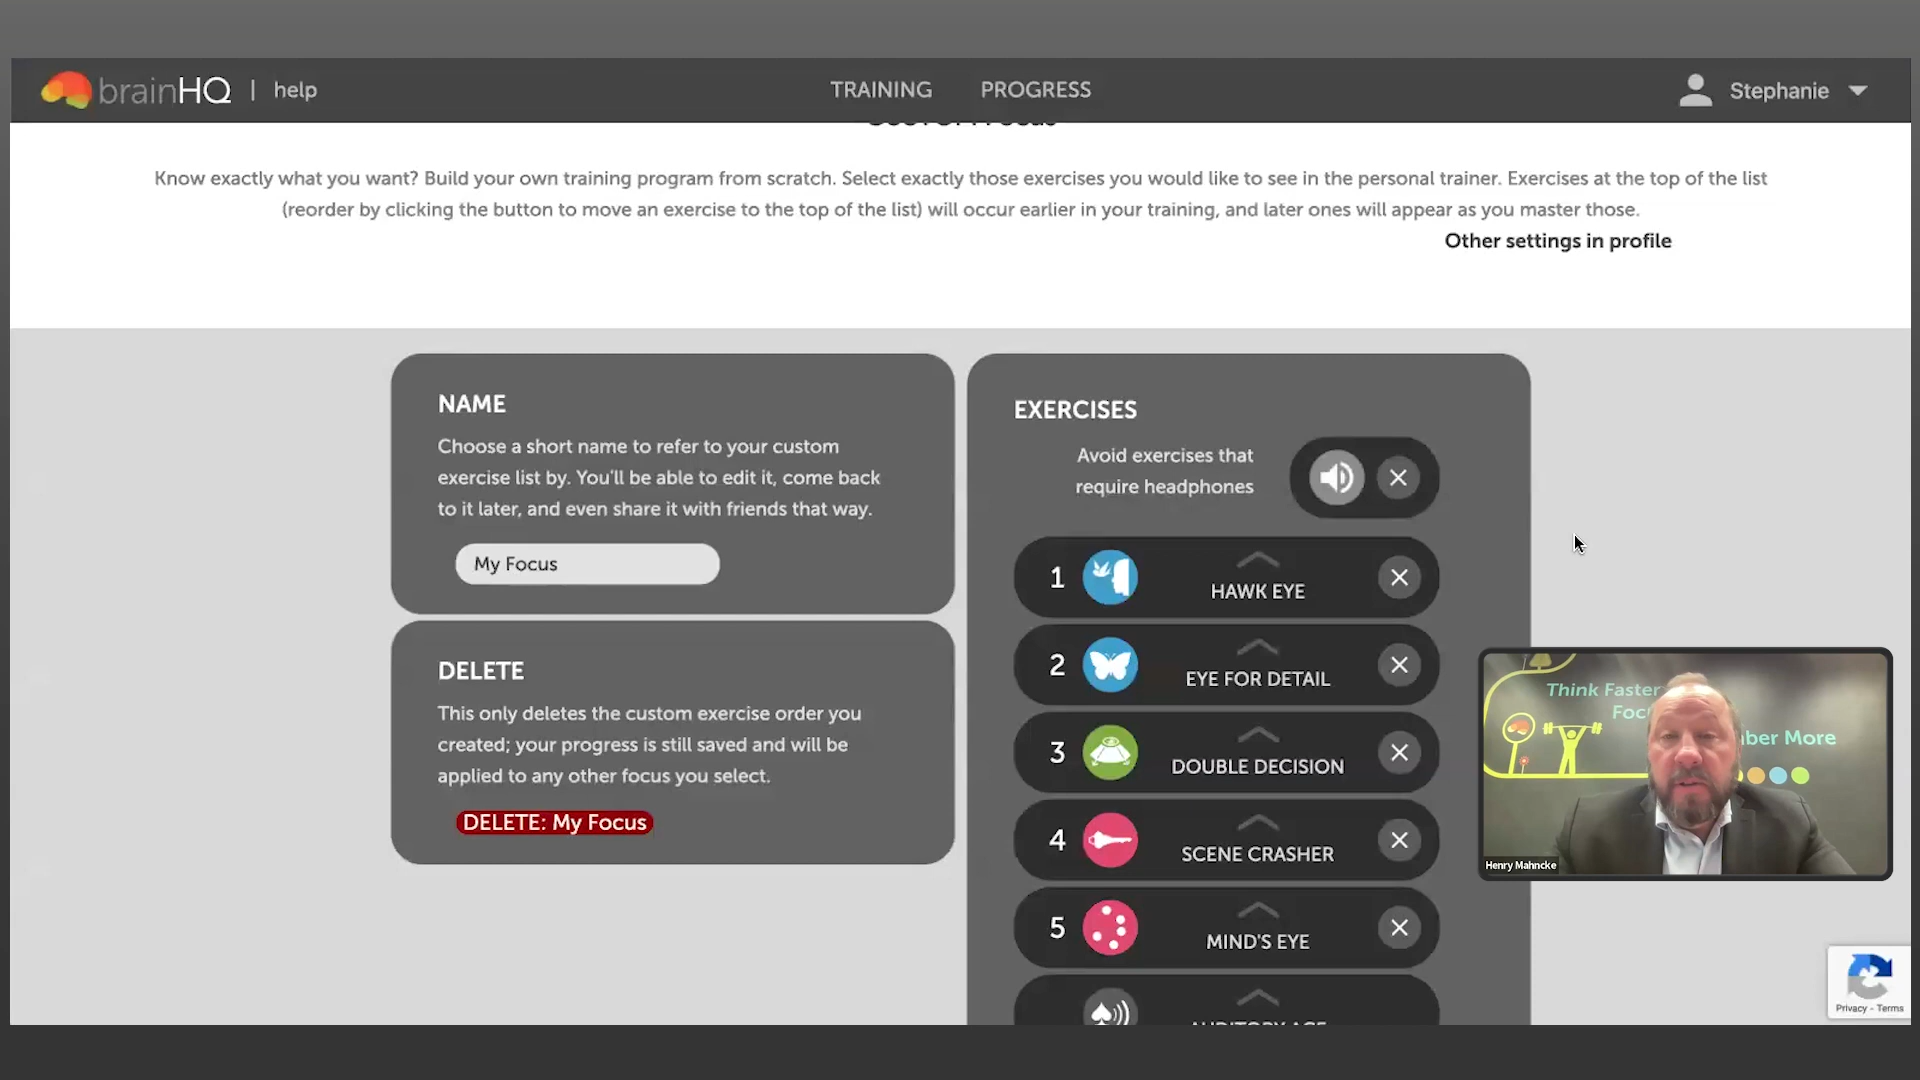 brainHQ | help
TRAINING
PROGRESS
Stephanie
Know exactly what you want? Build your own training program from scratch. Select exactly those exercises you would like to see in the personal trainer. Exercises at the top of the list
(reorder by clicking the button to move an exercise to the top of the list) will occur earlier in your training, and later ones will appear as you master those.
Other settings in profile
NAME
Choose a short name to refer to your custom
exercise list by. You'll be able to edit it, come back
to it later, and even share it with friends that way.
My Focus
DELETE
This only deletes the custom exercise order you
created; your progress is still saved and will be
applied to any other focus you select.
DELETE: My Focus
EXERCISES
Avoid exercises that
require headphones
1 HAWK EYE
2 EYE FOR DETAIL
3 DOUBLE DECISION
4 SCENE CRASHER
5 MIND'S EYE
AUDITORY ACE
Think Faster
More
Henry Mahncke
Privacy - Terms